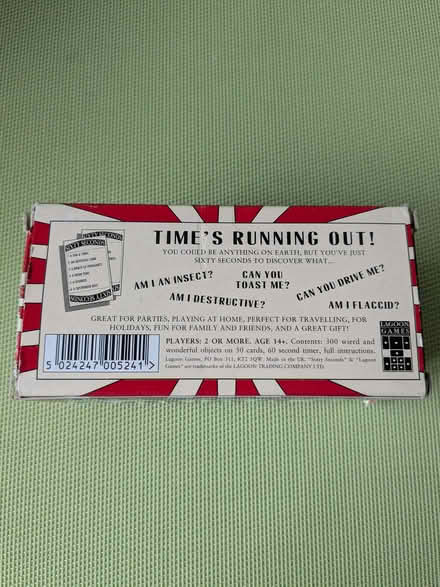 TIME'S RUNNING OUT!
YOU COULD BE ANYTHING ON EARTH, BUT YOU'VE JUST
SIXTY SECONDS TO DISCOVER WHAT...
AM I AN INSECT?
CAN YOU
TOAST ME?
CAN YOU DRIVE ME?
AM I DESTRUCTIVE?
AM I FLACCID?
GREAT FOR PARTIES, PLAYING AT HOME, PERFECT FOR TRAVELLING, FOR
HOLIDAYS, FUN FOR FAMILY AND FRIENDS, AND A GREAT GIFT!
PLAYERS: 2 OR MORE. AGE 14+. Contents: 300 wierd and
wonderful objects on 50 cards, 60 second timer, full instructions.
Lagoon Games, PO Box 311, KT2 5QW. Made in the UK. "Sixty Seconds" & "Lagoon
Games" are trademarks of the LAGOON TRADING COMPANY LTD.
LAGOON
GAMES
SIXTY SECONDS
SIXTY SECONDS
SIXTY SECONDS
5 024247 005241 >